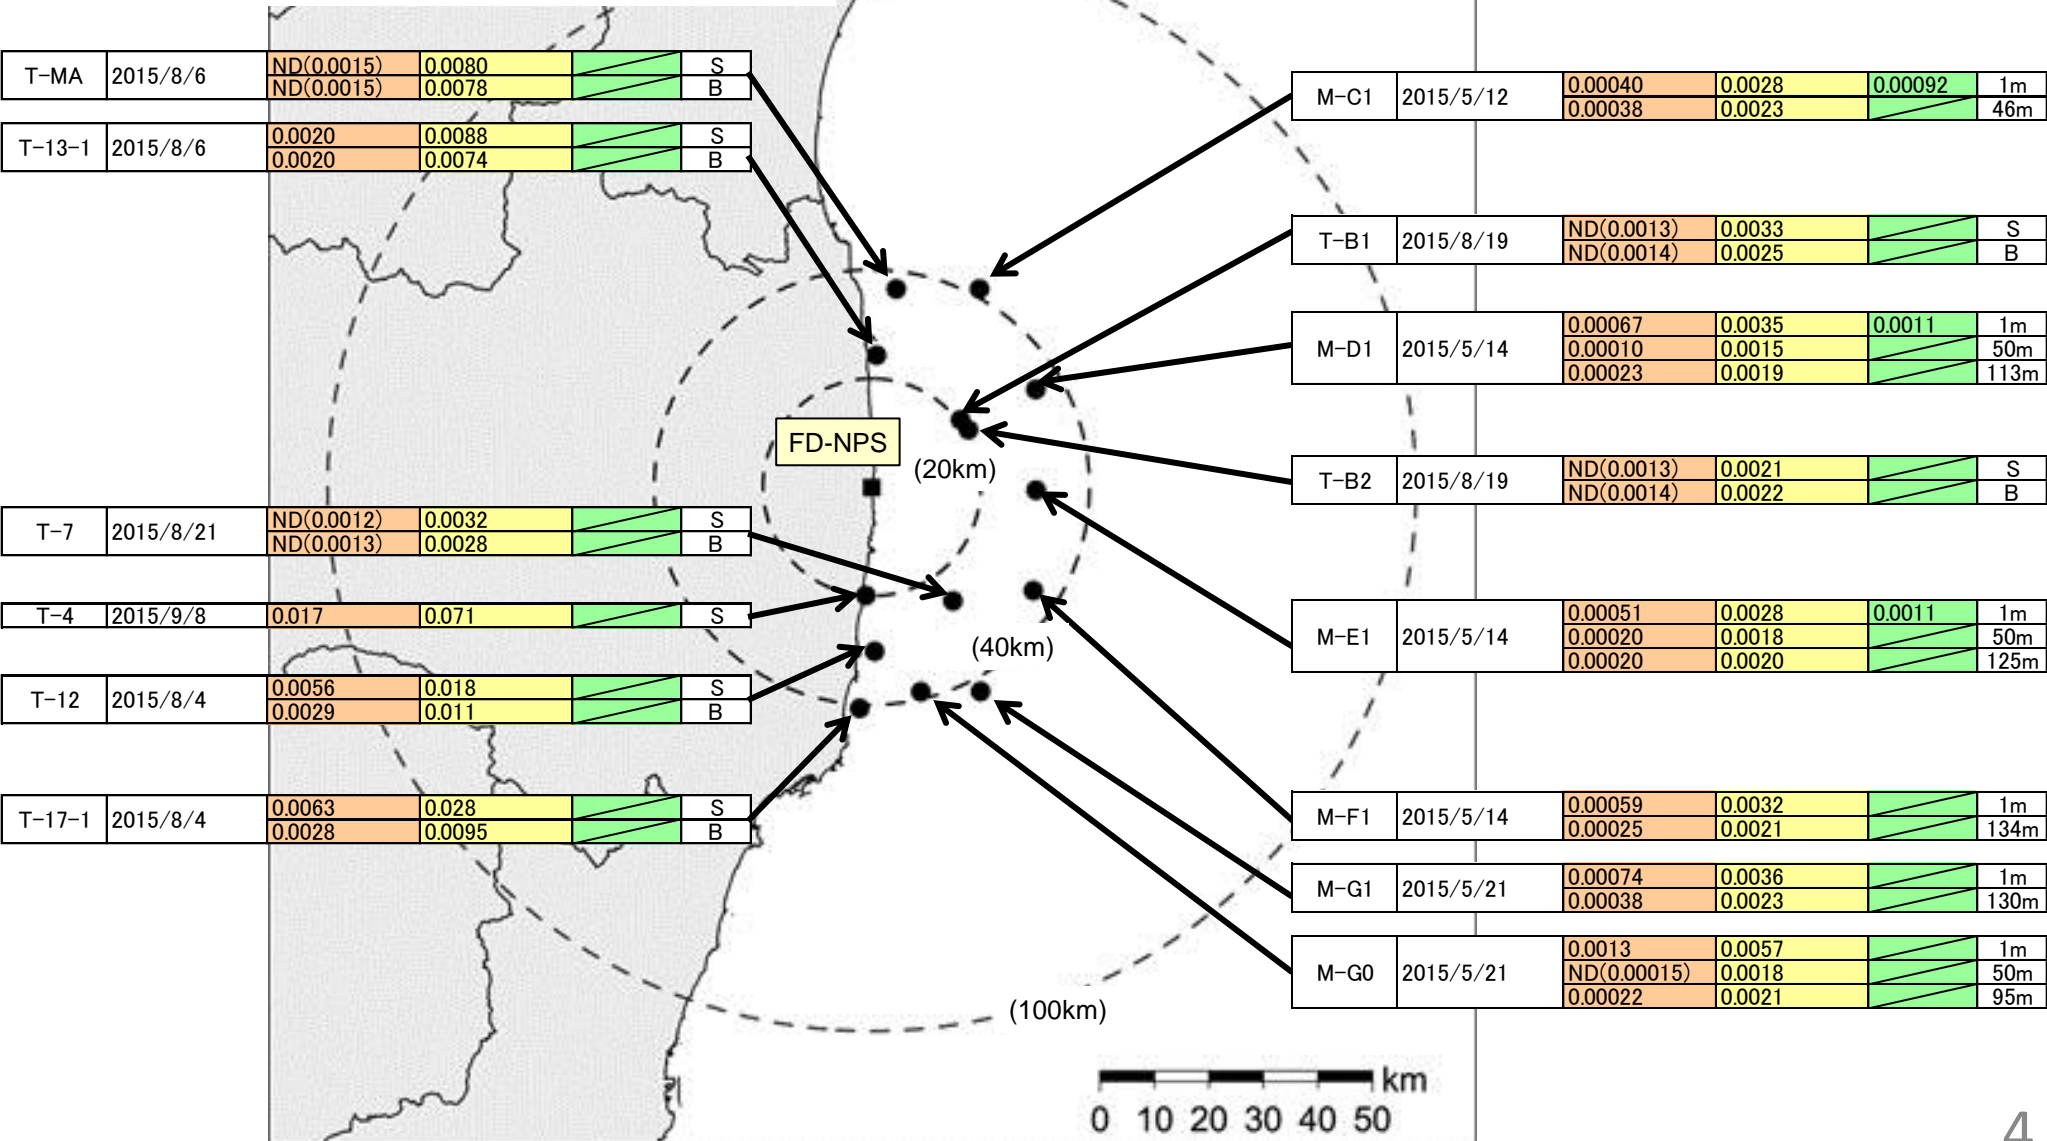 T-MA 2015/8/6 ND(0.0015) 0.0080 S
ND(0.0015) 0.0078 B
T-13-1 2015/8/6 0.0020 0.0088 S
0.0020 0.0074 B
T-7 2015/8/21 ND(0.0012) 0.0032 S
ND(0.0013) 0.0028 B
T-4 2015/9/8 0.017 0.071 S
T-12 2015/8/4 0.0056 0.018 S
0.0029 0.011 B
T-17-1 2015/8/4 0.0063 0.028 S
0.0028 0.0095 B
FD-NPS
(20km)
(40km)
(100km)
M-C1 2015/5/12 0.00040 0.0028 0.00092 1m
0.00038 0.0023 46m
T-B1 2015/8/19 ND(0.0013) 0.0033 S
ND(0.0014) 0.0025 B
M-D1 2015/5/14 0.00067 0.0035 0.0011 1m
0.00010 0.0015 50m
0.00023 0.0019 113m
T-B2 2015/8/19 ND(0.0013) 0.0021 S
ND(0.0014) 0.0022 B
M-E1 2015/5/14 0.00051 0.0028 0.0011 1m
0.00020 0.0018 50m
0.00020 0.0020 125m
M-F1 2015/5/14 0.00059 0.0032 1m
0.00025 0.0021 134m
M-G1 2015/5/21 0.00074 0.0036 1m
0.00038 0.0023 130m
M-G0 2015/5/21 0.0013 0.0057 1m
ND(0.00015) 0.0018 50m
0.00022 0.0021 95m
km
0 10 20 30 40 50
4